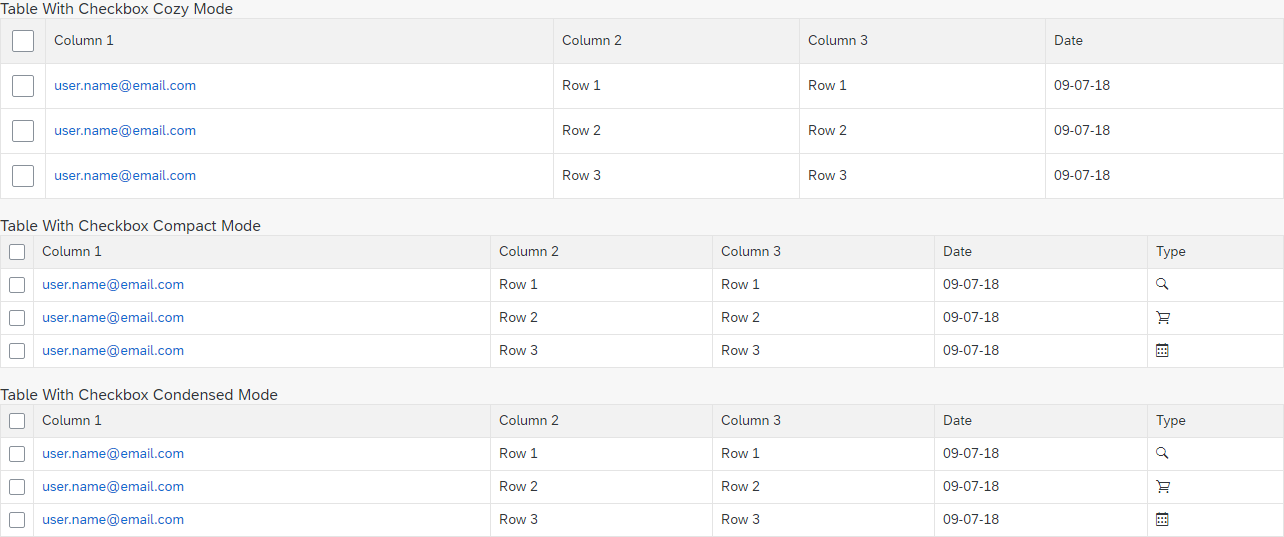 Table With Checkbox Cozy Mode
Column 1 Column 2 Column 3 Date
user.name@email.com Row 1 Row 1 09-07-18
user.name@email.com Row 2 Row 2 09-07-18
user.name@email.com Row 3 Row 3 09-07-18
Table With Checkbox Compact Mode
Column 1 Column 2 Column 3 Date Type
user.name@email.com Row 1 Row 1 09-07-18
user.name@email.com Row 2 Row 2 09-07-18
user.name@email.com Row 3 Row 3 09-07-18
Table With Checkbox Condensed Mode
Column 1 Column 2 Column 3 Date Type
user.name@email.com Row 1 Row 1 09-07-18
user.name@email.com Row 2 Row 2 09-07-18
user.name@email.com Row 3 Row 3 09-07-18